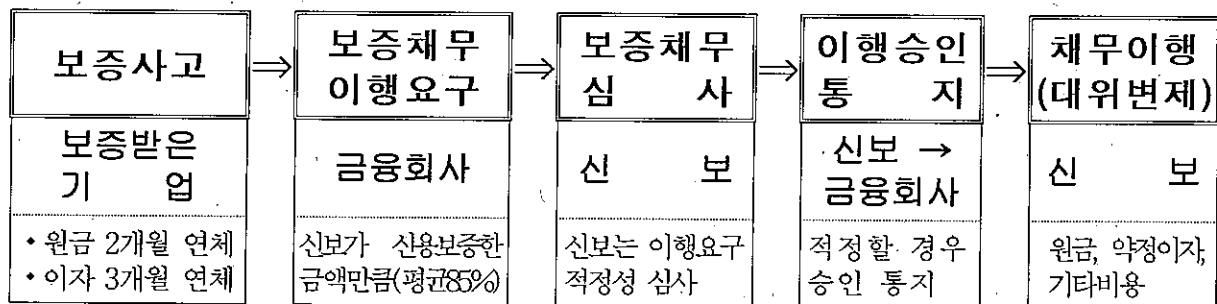 보증사고
⇒
보증채무
이행요구
⇒
보증채무
심 사
⇒
이행승인
통 지
⇒
채무이행
(대위변제)
보증받은
기 업
금융회사
신 보
신보 →
금융회사
신 보
• 원금 2개월 연체
• 이자 3개월 연체
신보가 신용보증한
금액만큼(평균85%)
신보는 이행요구
적정성 심사
적정할 경우
승인 통지
원금, 약정이자,
기타비용